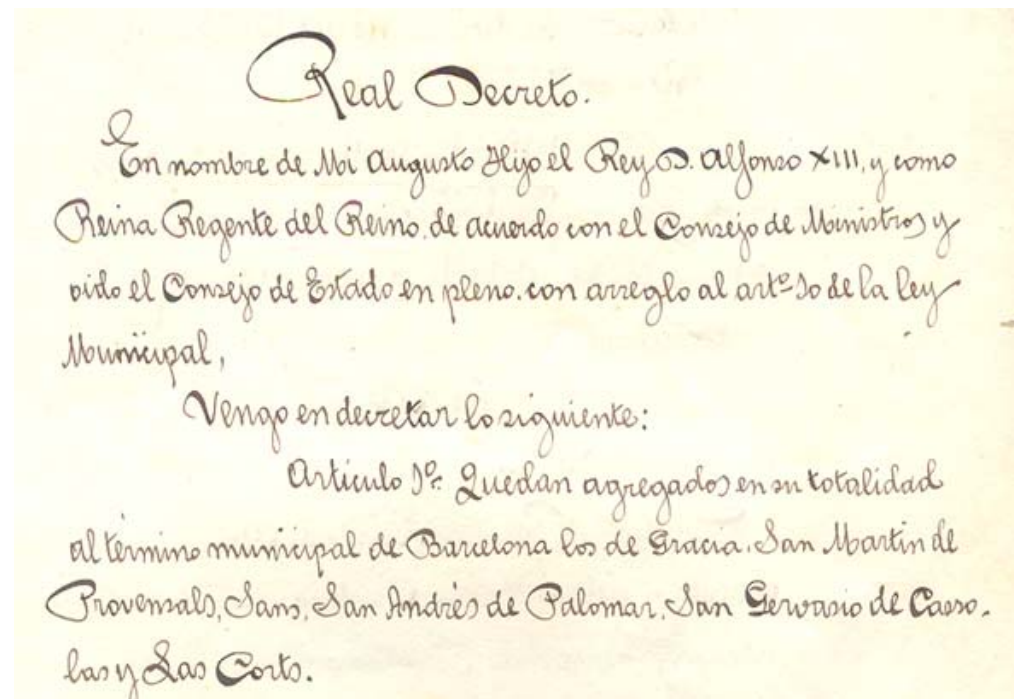 Real Decreto.
En nombre de Mi Augusto Hijo el Rey D. Alfonso XIII, y como
Reina Regente del Reino, de acuerdo con el Consejo de Ministros y
oido el Consejo de Estado en pleno, con arreglo al artº 10 de la ley
Municipal,
Vengo en decretar lo siguiente:
Artículo 1º. Quedan agregados en su totalidad
al término municipal de Barcelona los de Gracia, San Martin de
Provensals, Sans, San Andrés de Palomar, San Gervasio de Casso-
las y Las Corts.